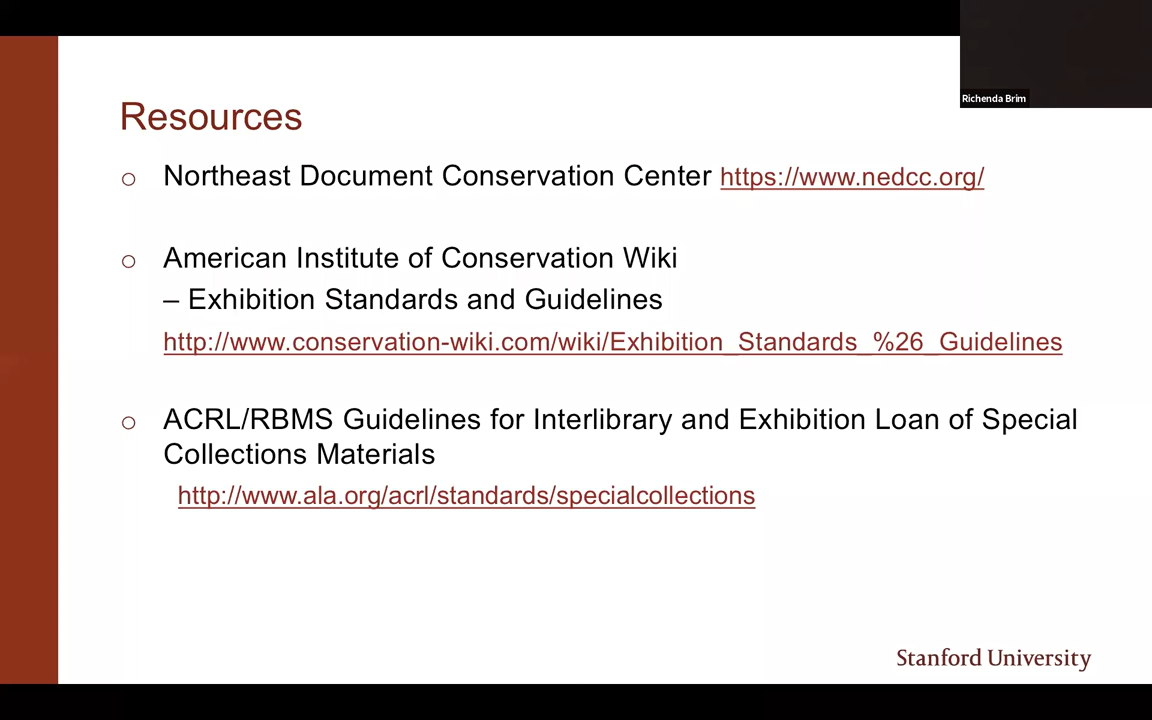 Richenda Brim
Resources
Northeast Document Conservation Center https://www.nedcc.org/
American Institute of Conservation Wiki
– Exhibition Standards and Guidelines
http://www.conservation-wiki.com/wiki/Exhibition_Standards_%26_Guidelines
ACRL/RBMS Guidelines for Interlibrary and Exhibition Loan of Special
Collections Materials
http://www.ala.org/acrl/standards/specialcollections
Stanford University